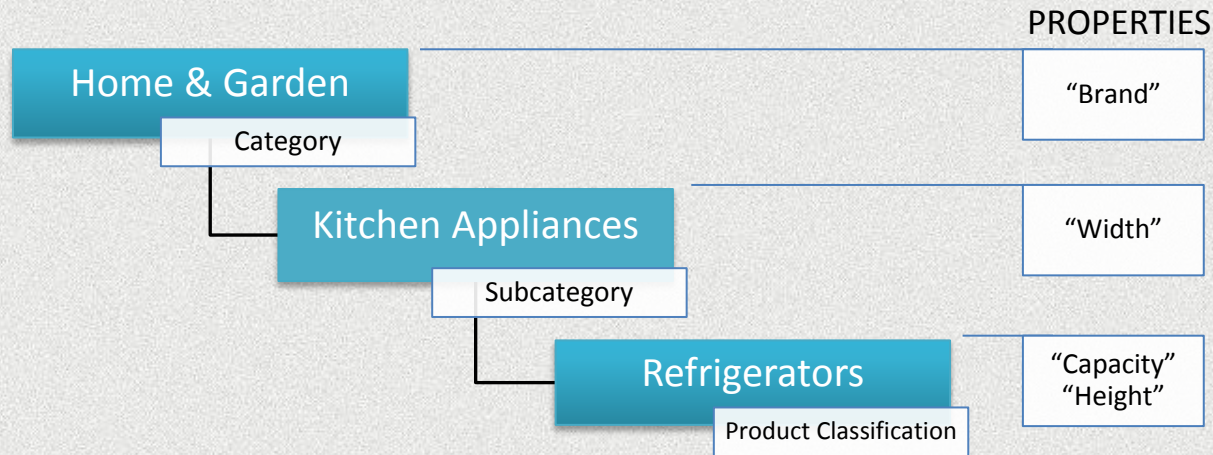 PROPERTIES
Home & Garden
“Brand”
Category
Kitchen Appliances
“Width”
Subcategory
Refrigerators
“Capacity”
“Height”
Product Classification